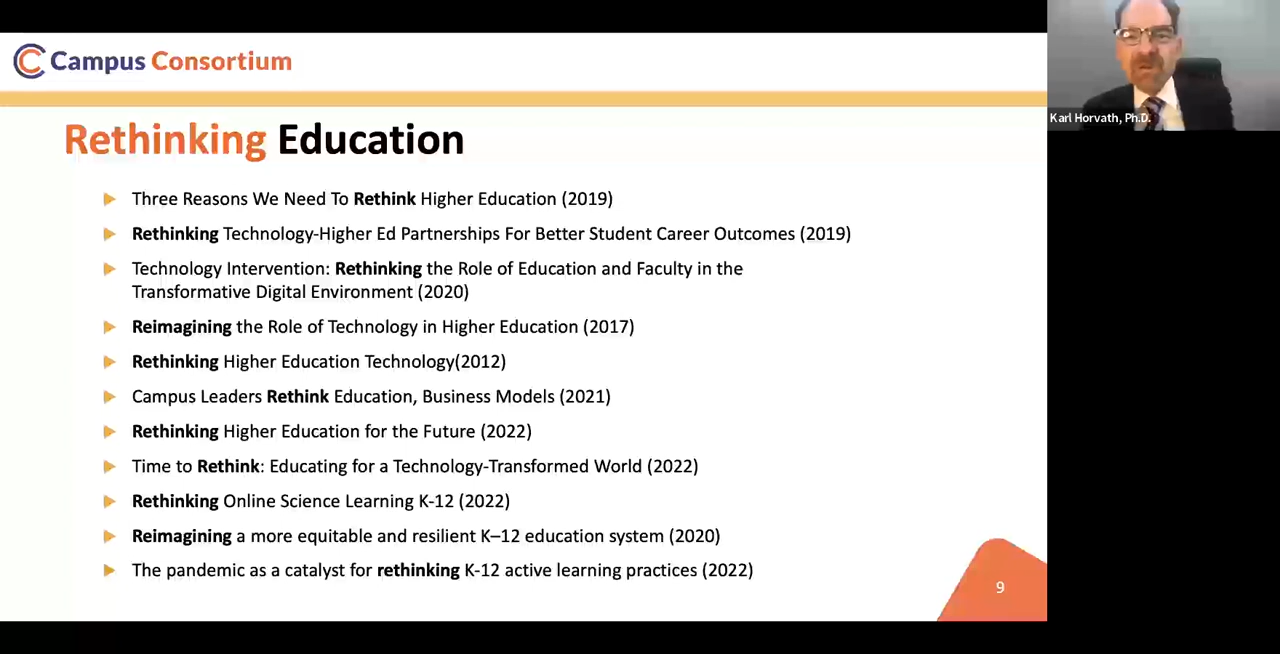 Campus Consortium
Karl Horvath, Ph.D.
Rethinking Education
Three Reasons We Need To Rethink Higher Education (2019)
Rethinking Technology-Higher Ed Partnerships For Better Student Career Outcomes (2019)
Technology Intervention: Rethinking the Role of Education and Faculty in the
Transformative Digital Environment (2020)
Reimagining the Role of Technology in Higher Education (2017)
Rethinking Higher Education Technology(2012)
Campus Leaders Rethink Education, Business Models (2021)
Rethinking Higher Education for the Future (2022)
Time to Rethink: Educating for a Technology-Transformed World (2022)
Rethinking Online Science Learning K-12 (2022)
Reimagining a more equitable and resilient K–12 education system (2020)
The pandemic as a catalyst for rethinking K-12 active learning practices (2022)
9